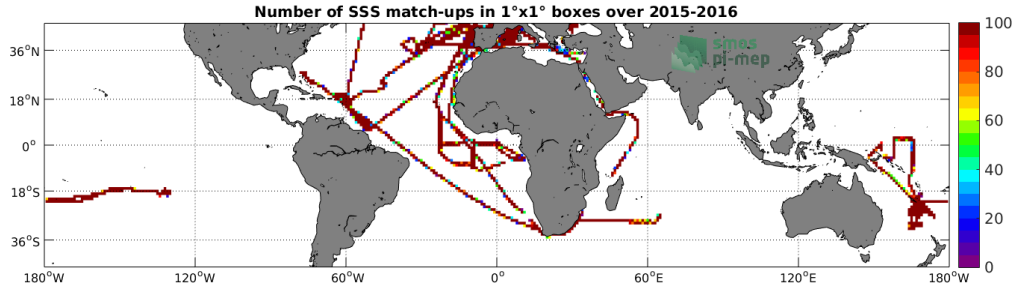 Number of SSS match-ups in 1°x1° boxes over 2015-2016
smos
pi-mep
36°N
18°N
0°
18°S
36°S
180°W 120°W 60°W 0° 60°E 120°E 180°W
100
80
60
40
20
0